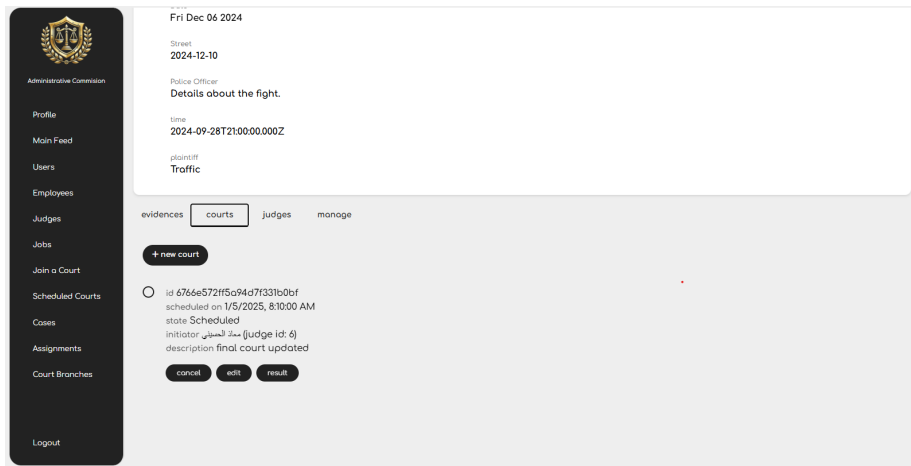 Administrative Commision
Profile
Main Feed
Users
Employees
Judges
Jobs
Join a Court
Scheduled Courts
Cases
Assignments
Court Branches
Logout
Fri Dec 06 2024
Street
2024-12-10
Police Officer
Details about the fight.
time
2024-09-28T21:00:00.000Z
plaintiff
Traffic
evidences courts judges manage
+ new court
id 6766e572ff5a94d7f331b0bf
scheduled on 1/5/2025, 8:10:00 AM
state Scheduled
initiator معاذ الحسيني (judge id: 6)
description final court updated
cancel edit result